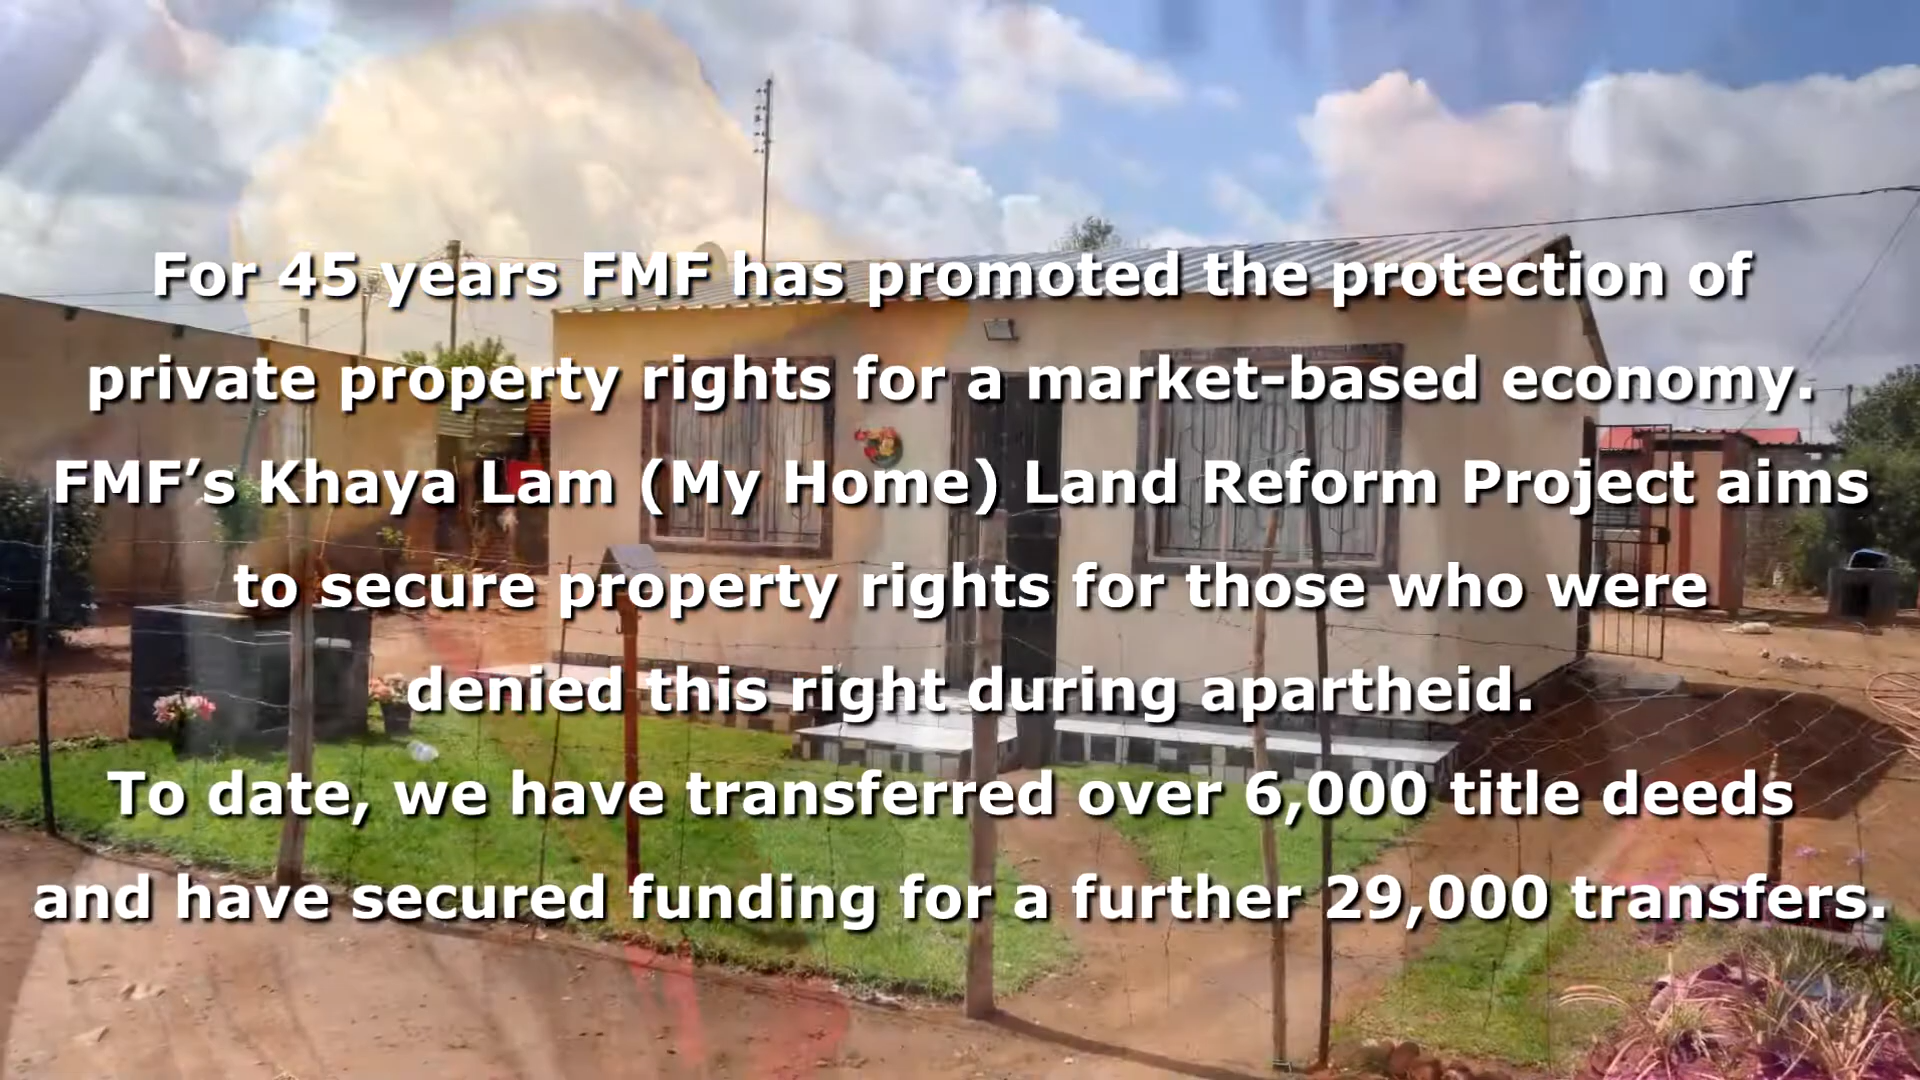 For 45 years FMF has promoted the protection of
private property rights for a market-based economy.
FMF’s Khaya Lam (My Home) Land Reform Project aims
to secure property rights for those who were
denied this right during apartheid.
To date, we have transferred over 6,000 title deeds
and have secured funding for a further 29,000 transfers.